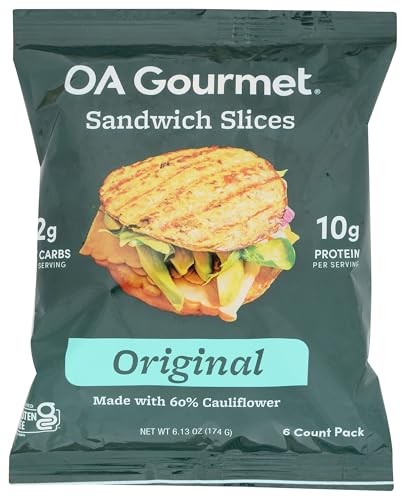 OA Gourmet®
Sandwich Slices
2g
CARBS
SERVING
10g
PROTEIN
PER SERVING
Original
Made with 60% Cauliflower
NET WT 6.13 OZ (174 G)
6 Count Pack